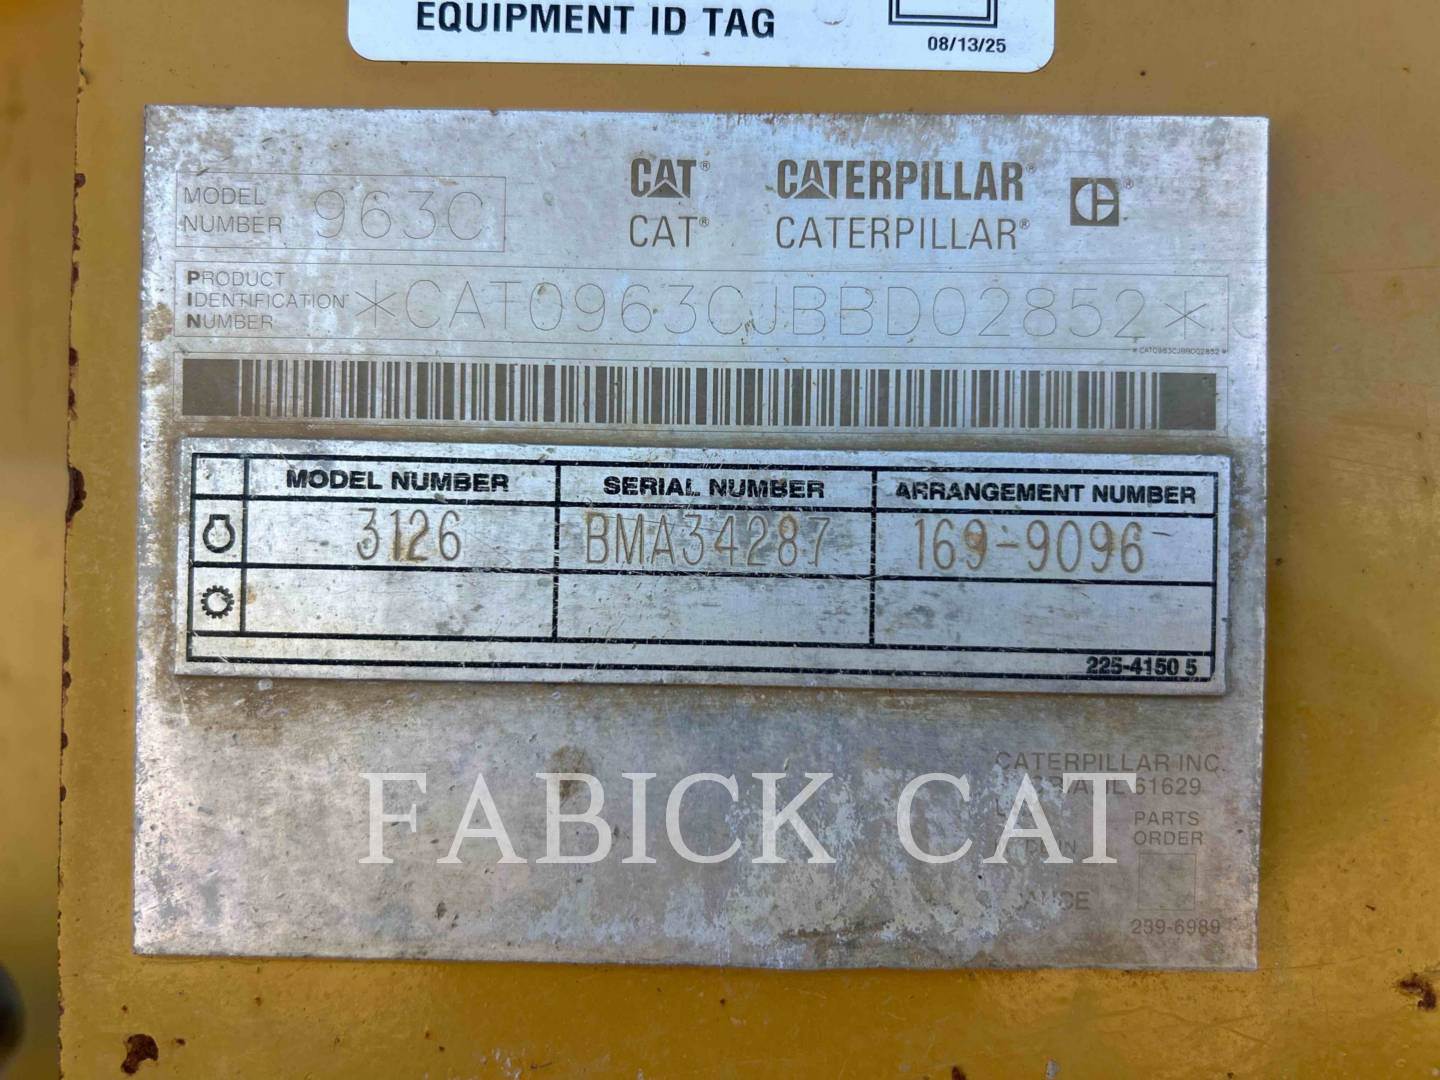 EQUIPMENT ID TAG
08/13/25
MODEL NUMBER 963C
CAT® CATERPILLAR® ®
CAT® CATERPILLAR®
PRODUCT IDENTIFICATION NUMBER *CAT0963CJBBD02852*
*CAT0963CJBBD02852*
MODEL NUMBER SERIAL NUMBER ARRANGEMENT NUMBER
3126 BMA34287 169-9096
225-4150 5
CATERPILLAR INC.
61629
FABICK CAT
PARTS
ORDER
239-6989